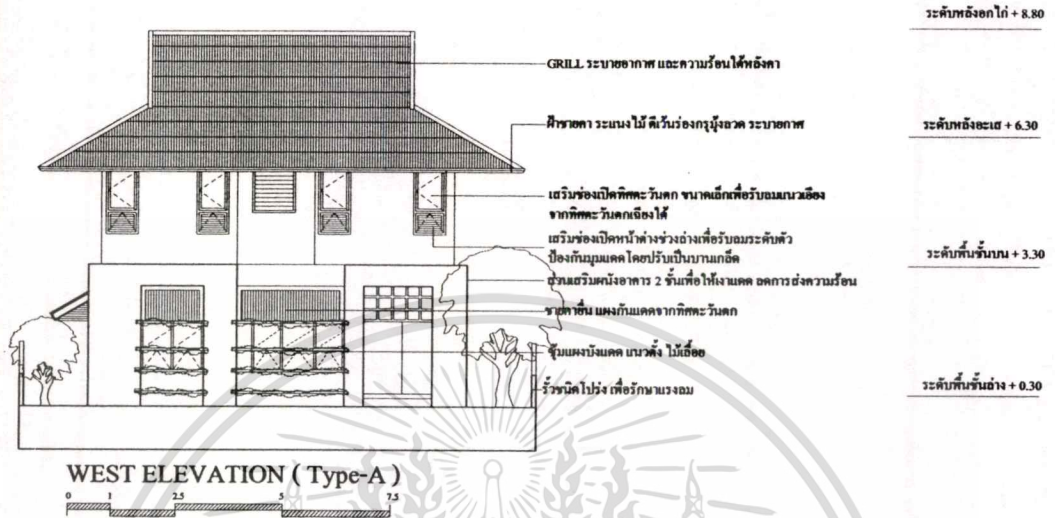 ระดับหลังอกไก่ + 8.80
GRILL ระบายอากาศ และความร้อนใต้หลังคา
ฝ้าชายคา ระแนงไม้ ตีเว้นร่องกรุมุ้งลวด ระบายกาศ
ระดับหลังอะเส + 6.30
เสริมช่องเปิดทิศตะวันตก ขนาดเล็กเพื่อรับลมแนวเฉียง
จากทิศตะวันตกเฉียงใต้
เสริมช่องเปิดหน้าต่างช่วงล่างเพื่อรับลมระดับตัว
ป้องกันมุมแดดโดยปรับเป็นบานเกล็ด
ระดับพื้นชั้นบน + 3.30
ส่วนเสริมผนังอาคาร 2 ชั้นเพื่อให้เงาแดด ลดการส่งความร้อน
ชายคายื่น แผงกันแดดจากทิศตะวันตก
ซุ้มแผงบังแดด แนวตั้ง ไม้เลื้อย
รั้วชนิดโปร่ง เพื่อรักษาแรงลม
ระดับพื้นชั้นล่าง + 0.30
WEST ELEVATION ( Type-A )
0 1 2.5 5 7.5